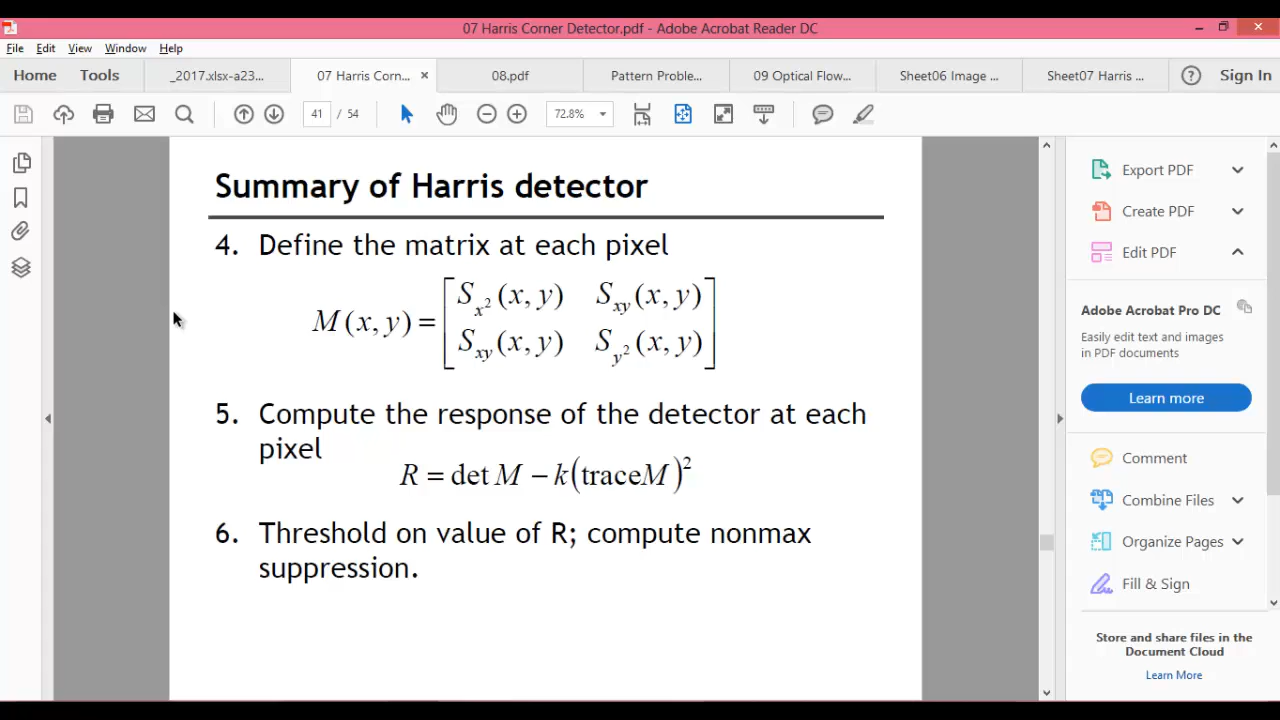 07 Harris Corner Detector.pdf - Adobe Acrobat Reader DC
File Edit View Window Help
Home Tools _2017.xlsx-a23... 07 Harris Corn... × 08.pdf Pattern Proble... 09 Optical Flow... Sheet06 Image ... Sheet07 Harris ... ? Sign In
41 / 54 72.8%
Summary of Harris detector
4. Define the matrix at each pixel
M(x, y) = [ S_{x^2}(x, y) S_{xy}(x, y)
S_{xy}(x, y) S_{y^2}(x, y) ]
5. Compute the response of the detector at each
pixel
R = det M − k(traceM)^2
6. Threshold on value of R; compute nonmax
suppression.
Export PDF
Create PDF
Edit PDF
Adobe Acrobat Pro DC
Easily edit text and images
in PDF documents
Learn more
Comment
Combine Files
Organize Pages
Fill & Sign
Store and share files in the
Document Cloud
Learn More